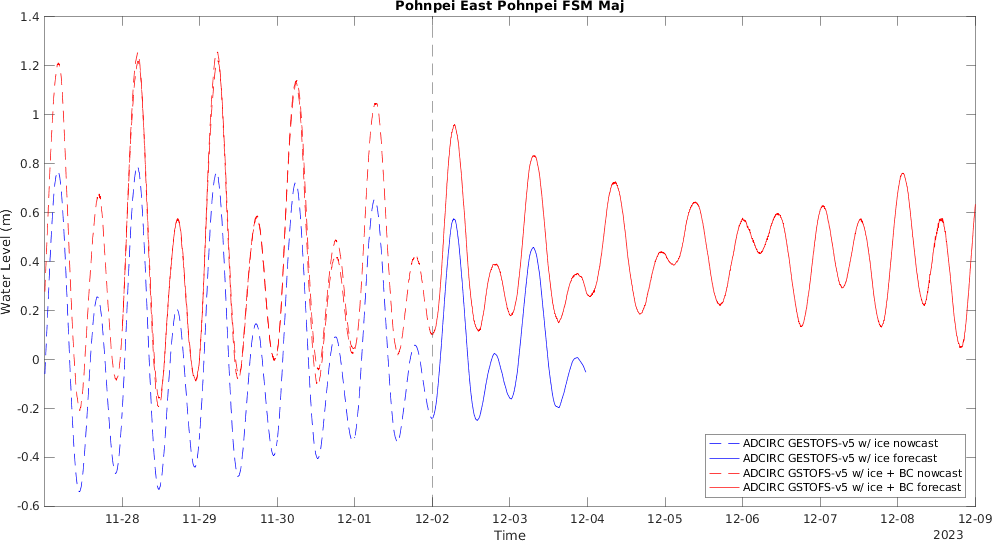 Pohnpei East Pohnpei FSM Maj
1.4
1.2
1
0.8
0.6
0.4
0.2
0
-0.2
-0.4
-0.6
Water Level (m)
ADCIRC GESTOFS-v5 w/ ice nowcast
ADCIRC GESTOFS-v5 w/ ice forecast
ADCIRC GSTOFS-v5 w/ ice + BC nowcast
ADCIRC GSTOFS-v5 w/ ice + BC forecast
11-28 11-29 11-30 12-01 12-02 12-03 12-04 12-05 12-06 12-07 12-08 12-09
Time 2023